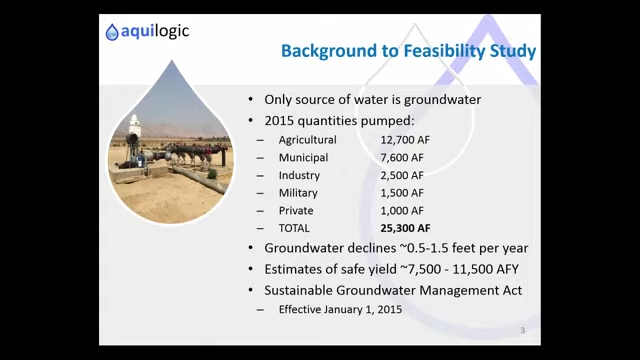 aquilogic
Background to Feasibility Study
• Only source of water is groundwater
• 2015 quantities pumped:
– Agricultural 12,700 AF
– Municipal 7,600 AF
– Industry 2,500 AF
– Military 1,500 AF
– Private 1,000 AF
– TOTAL 25,300 AF
• Groundwater declines ~0.5-1.5 feet per year
• Estimates of safe yield ~7,500 - 11,500 AFY
• Sustainable Groundwater Management Act
– Effective January 1, 2015
3